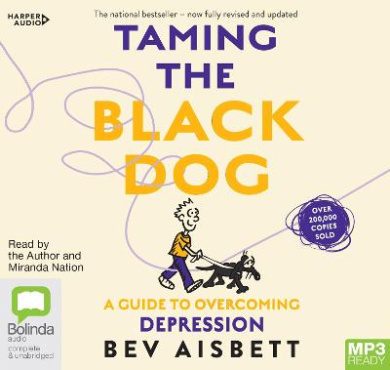 HARPER
AUDIO
The national bestseller – now fully revised and updated
TAMING
THE
BLACK
DOG
OVER
200,000
COPIES
SOLD
Read by
the Author and
Miranda Nation
A GUIDE TO OVERCOMING
DEPRESSION
BEV AISBETT
Bolinda
audio
complete
& unabridged
MP3
READY